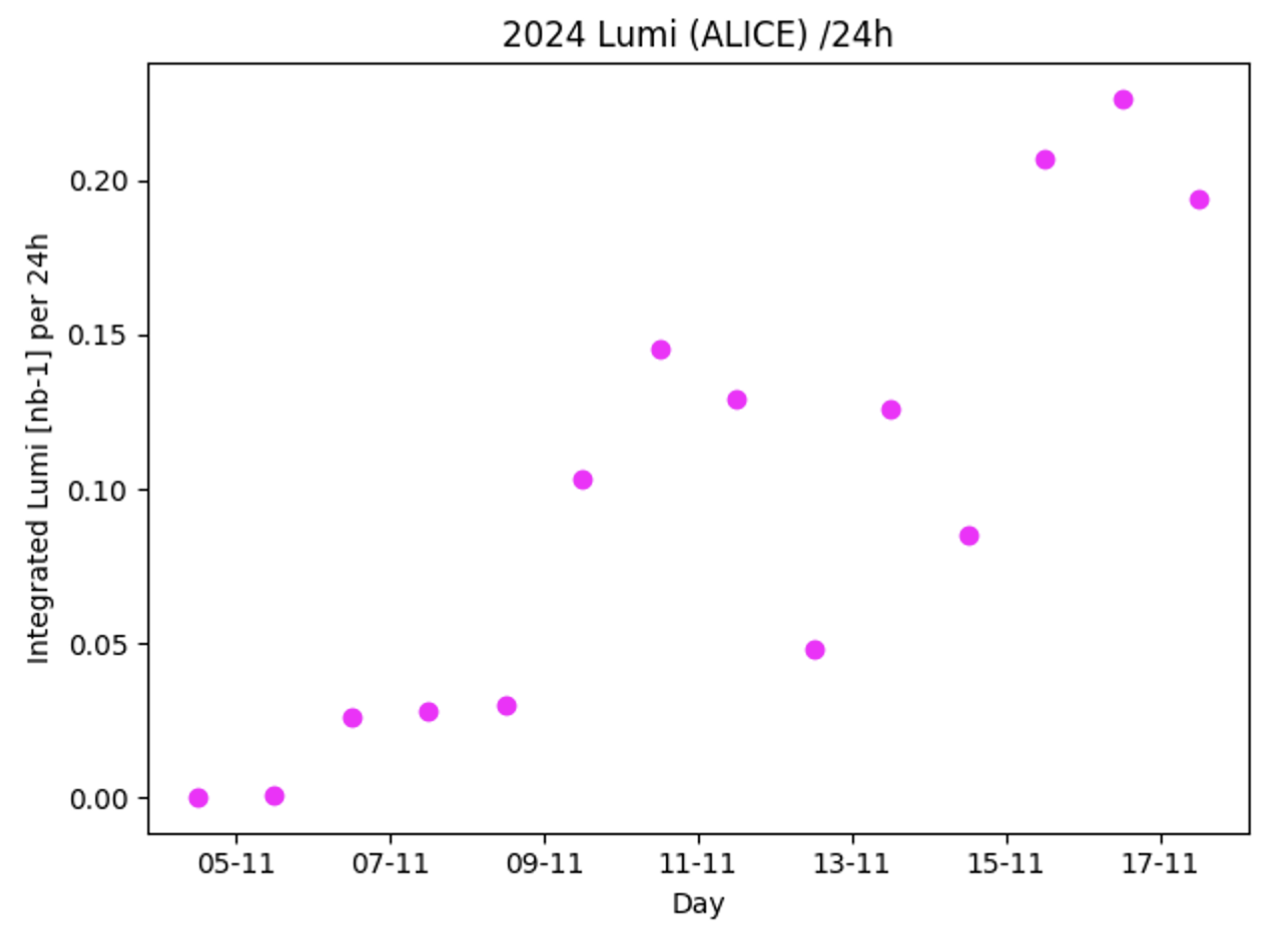 2024 Lumi (ALICE) /24h
Integrated Lumi [nb-1] per 24h
0.20
0.15
0.10
0.05
0.00
05-11 07-11 09-11 11-11 13-11 15-11 17-11
Day